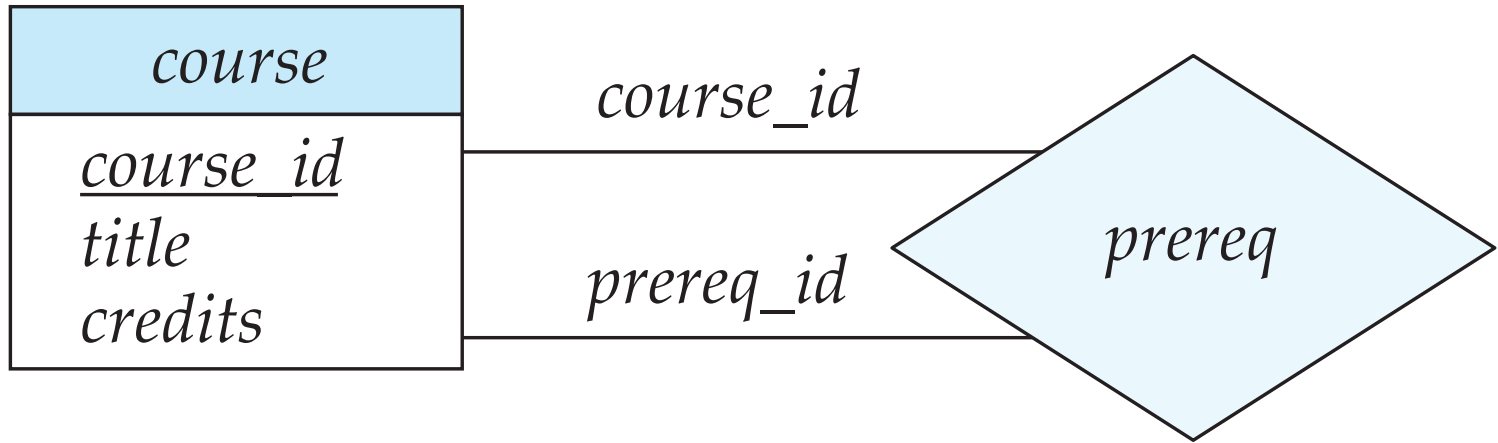 course
course_id
title
credits
course_id
prereq_id
prereq